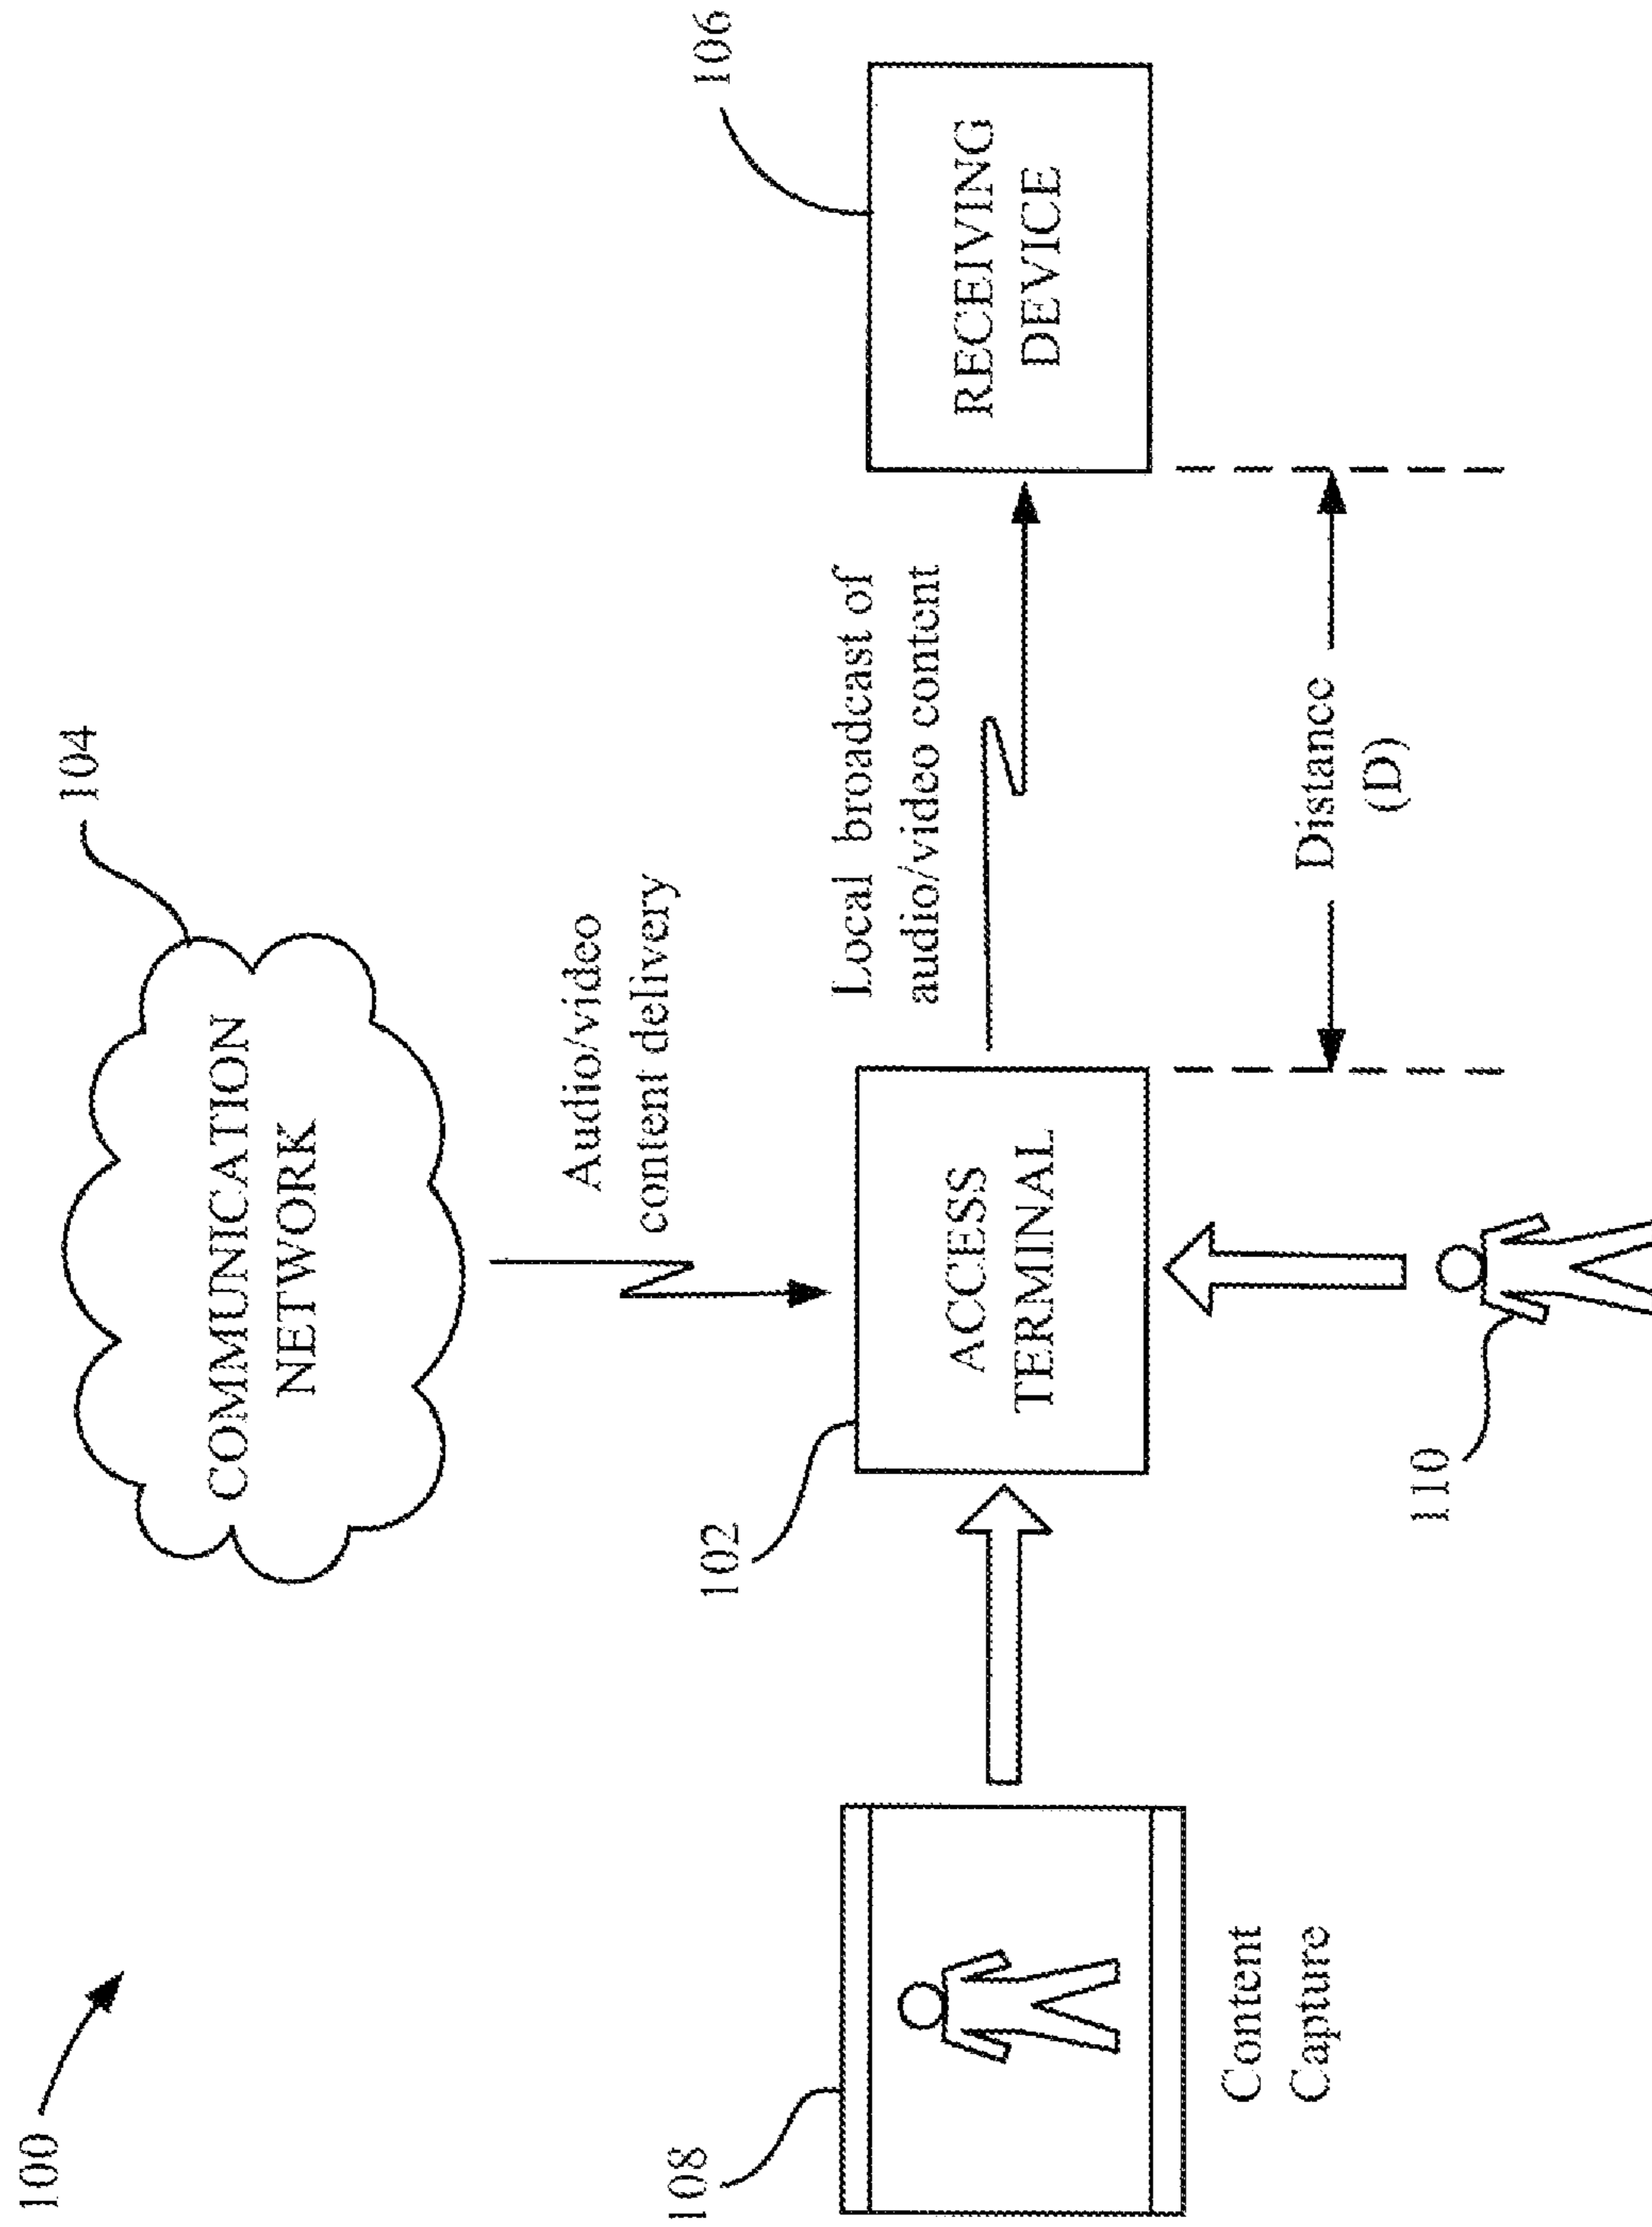 100
104
COMMUNICATION
NETWORK
Audio/video
content delivery
106
RECEIVING
DEVICE
Local broadcast of
audio/video content
102
ACCESS
TERMINAL
108
Content
Capture
110
Distance
(D)